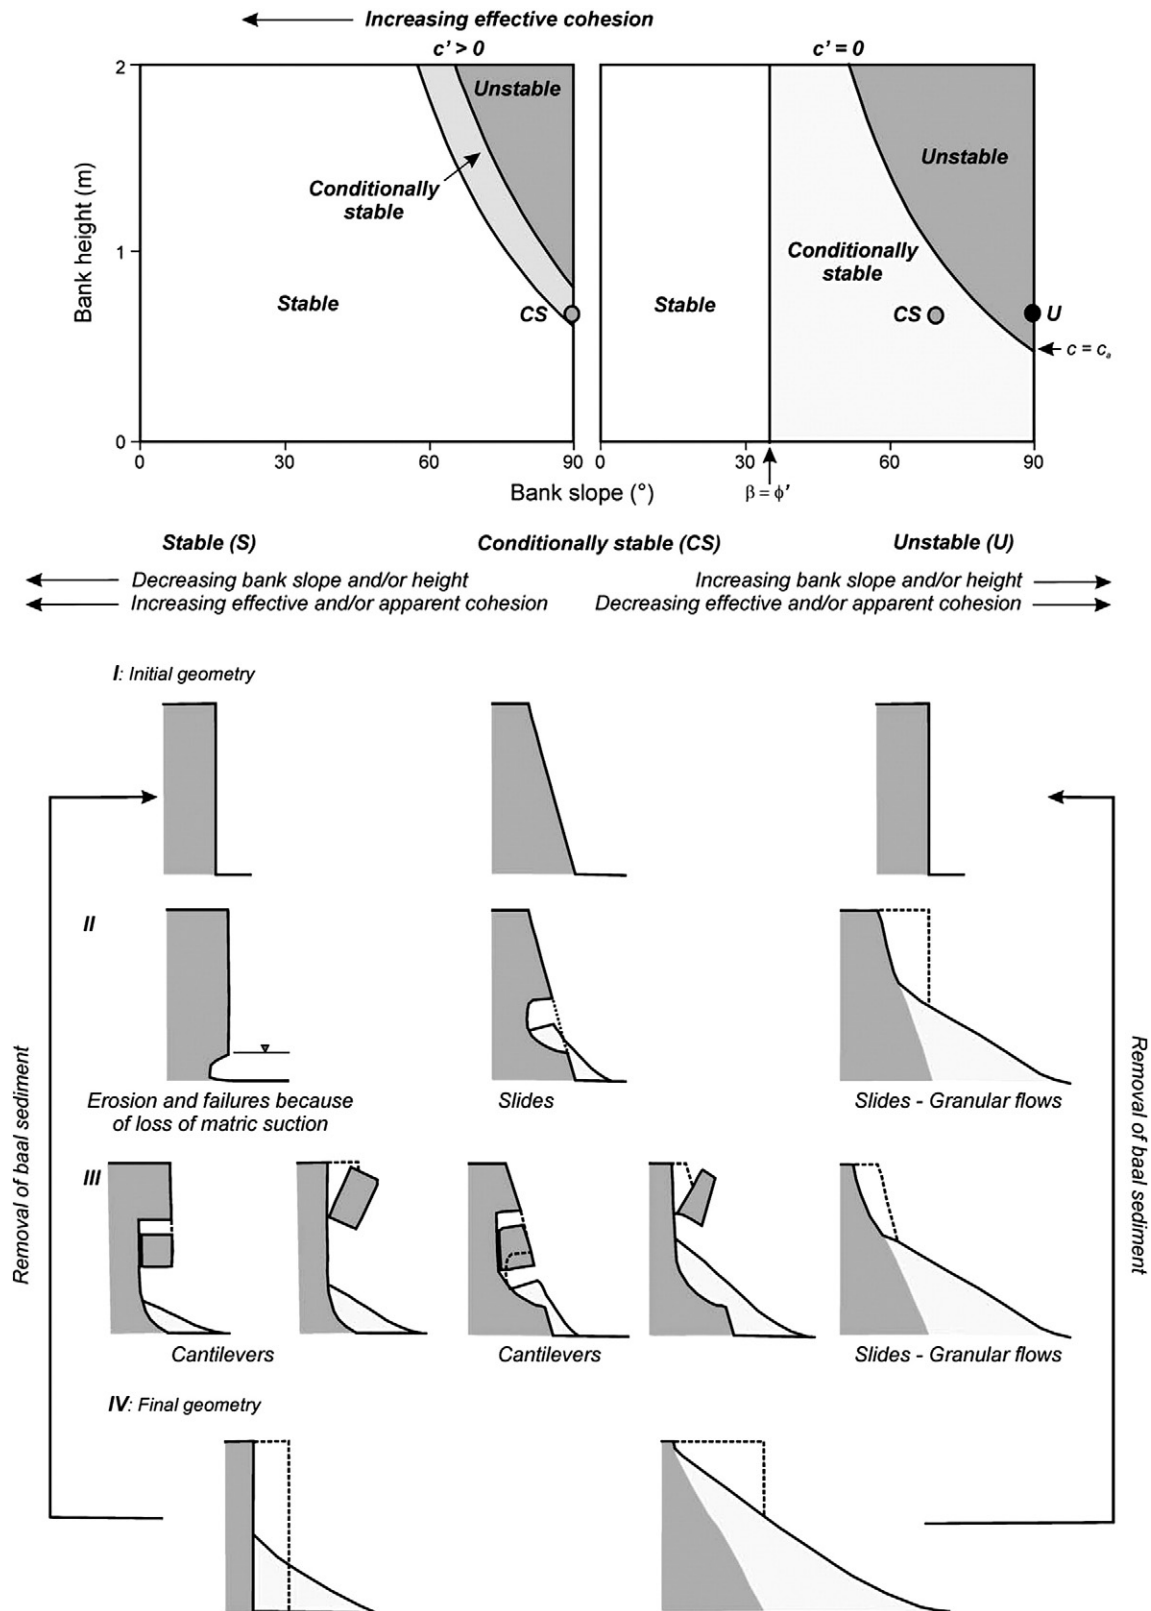 Increasing effective cohesion
c' > 0
c' = 0
2
Unstable
Conditionally
stable
Unstable
Bank height (m)
1
Conditionally
stable
Stable
Stable
CS
CS
U
c = cₐ
0
0
30
60
90
0
30
60
90
Bank slope (°)
β = ϕ'
Stable (S)
Conditionally stable (CS)
Unstable (U)
Decreasing bank slope and/or height
Increasing bank slope and/or height
Increasing effective and/or apparent cohesion
Decreasing effective and/or apparent cohesion
I: Initial geometry
II
Erosion and failures because
of loss of matric suction
Slides
Slides - Granular flows
Removal of baal sediment
Removal of baal sediment
III
Cantilevers
Cantilevers
Slides - Granular flows
IV: Final geometry